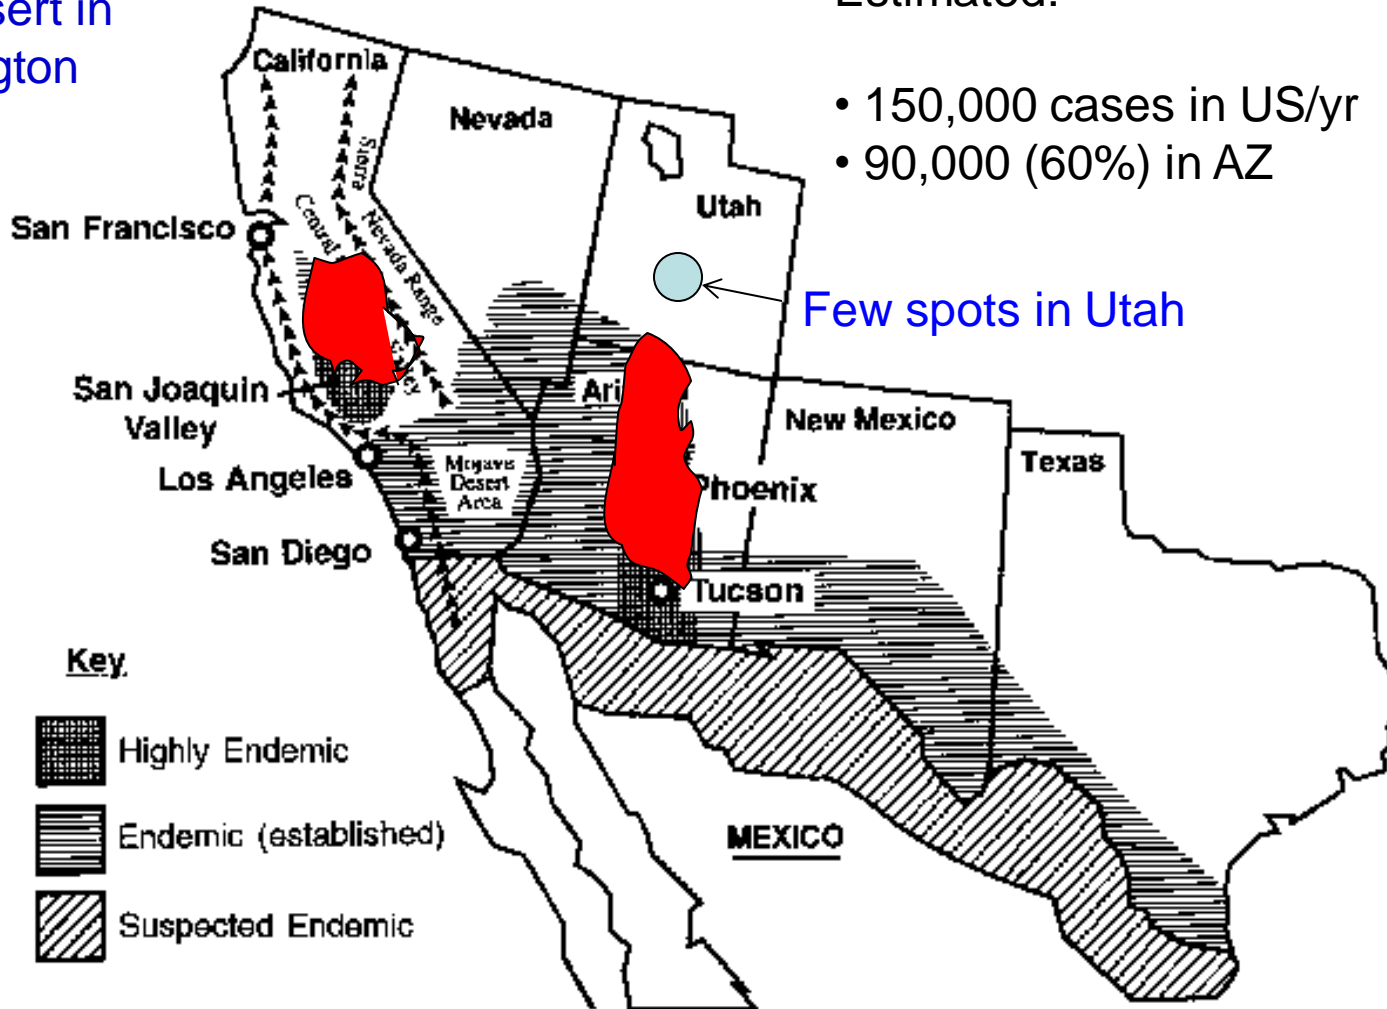 sert in
gton
Estimated:
• 150,000 cases in US/yr
• 90,000 (60%) in AZ
California
Nevada
Utah
Sierra
Nevada Range
Central
Valley
San Francisco
Few spots in Utah
San Joaquin
Valley
Ari
New Mexico
Texas
Los Angeles
Mojave
Desert
Area
Phoenix
San Diego
Tucson
Key
Highly Endemic
Endemic (established)
Suspected Endemic
MEXICO